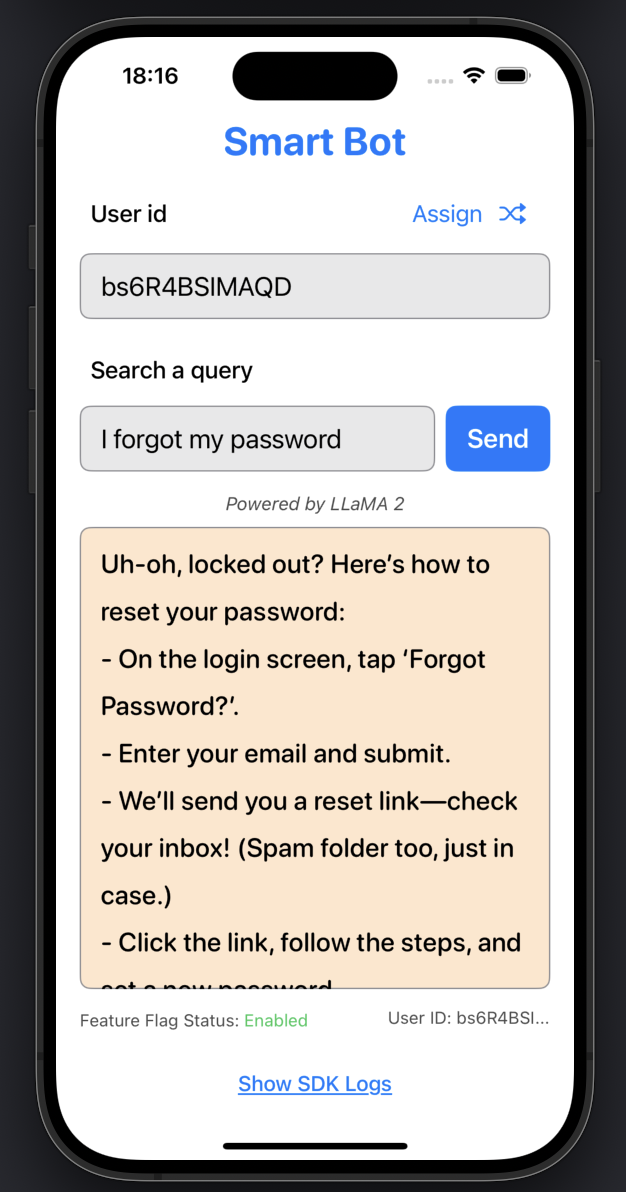 18:16
Smart Bot
User id
Assign
bs6R4BSIMAQD
Search a query
I forgot my password
Send
Powered by LLaMA 2
Uh-oh, locked out? Here’s how to
reset your password:
- On the login screen, tap ‘Forgot
Password?’.
- Enter your email and submit.
- We’ll send you a reset link—check
your inbox! (Spam folder too, just in
case.)
- Click the link, follow the steps, and
set a new password
Feature Flag Status: Enabled
User ID: bs6R4BSI...
Show SDK Logs